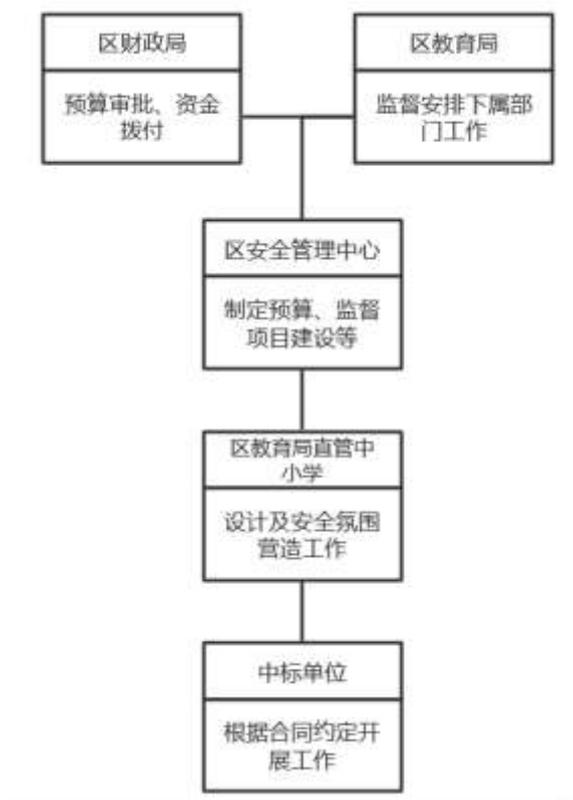 区财政局
预算审批、资金
拨付
区教育局
监督安排下属部
门工作
区安全管理中心
制定预算、监督
项目建设等
区教育局直管中
小学
设计及安全氛围
营造工作
中标单位
根据合同约定开
展工作